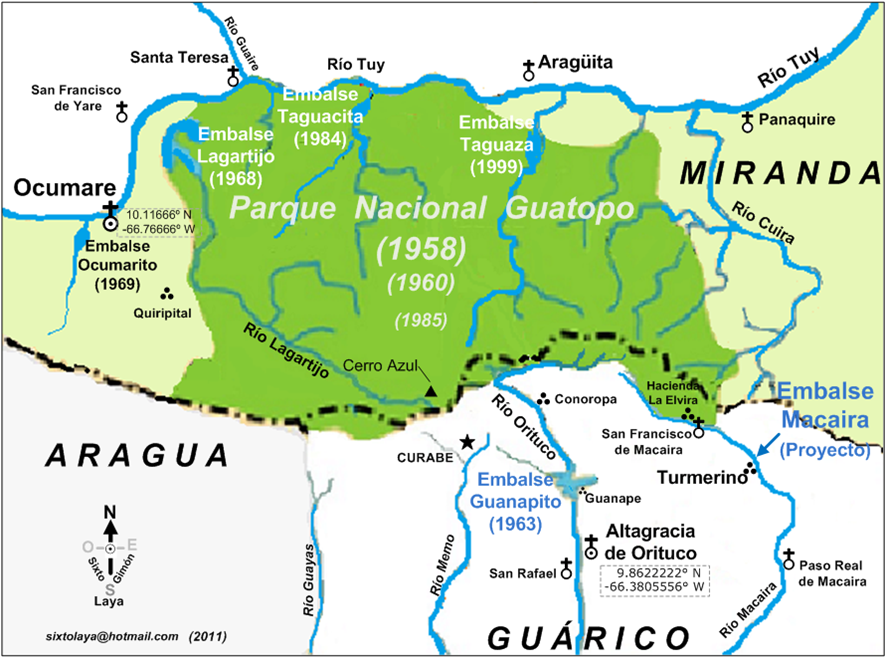 Río Guaire
Santa Teresa
Río Tuy
Aragüita
Río Tuy
San Francisco
de Yare
Embalse
Taguacita
(1984)
Embalse
Lagartijo
(1968)
Embalse
Taguaza
(1999)
Panaquire
MIRANDA
Ocumare
10.11666º N
-66.76666º W
Embalse
Ocumarito
(1969)
Parque Nacional Guatopo
(1958)
(1960)
(1985)
Río Cuira
Quiripital
Río Lagartijo
Cerro Azul
Conoropa
Hacienda
La Elvira
Embalse
Macaira
(Proyecto)
Río Orituco
San Francisco
de Macaira
ARAGUA
CURABE
Turmerino
Embalse
Guanapito
(1963)
Guanape
Altagracia
de Orituco
9.8622222° N
-66.3805556° W
San Rafael
Paso Real
de Macaira
N
O
E
S
Sixto
Gimón
Laya
Río Guayas
Río Memo
Río Macaira
GUÁRICO
sixtolaya@hotmail.com (2011)